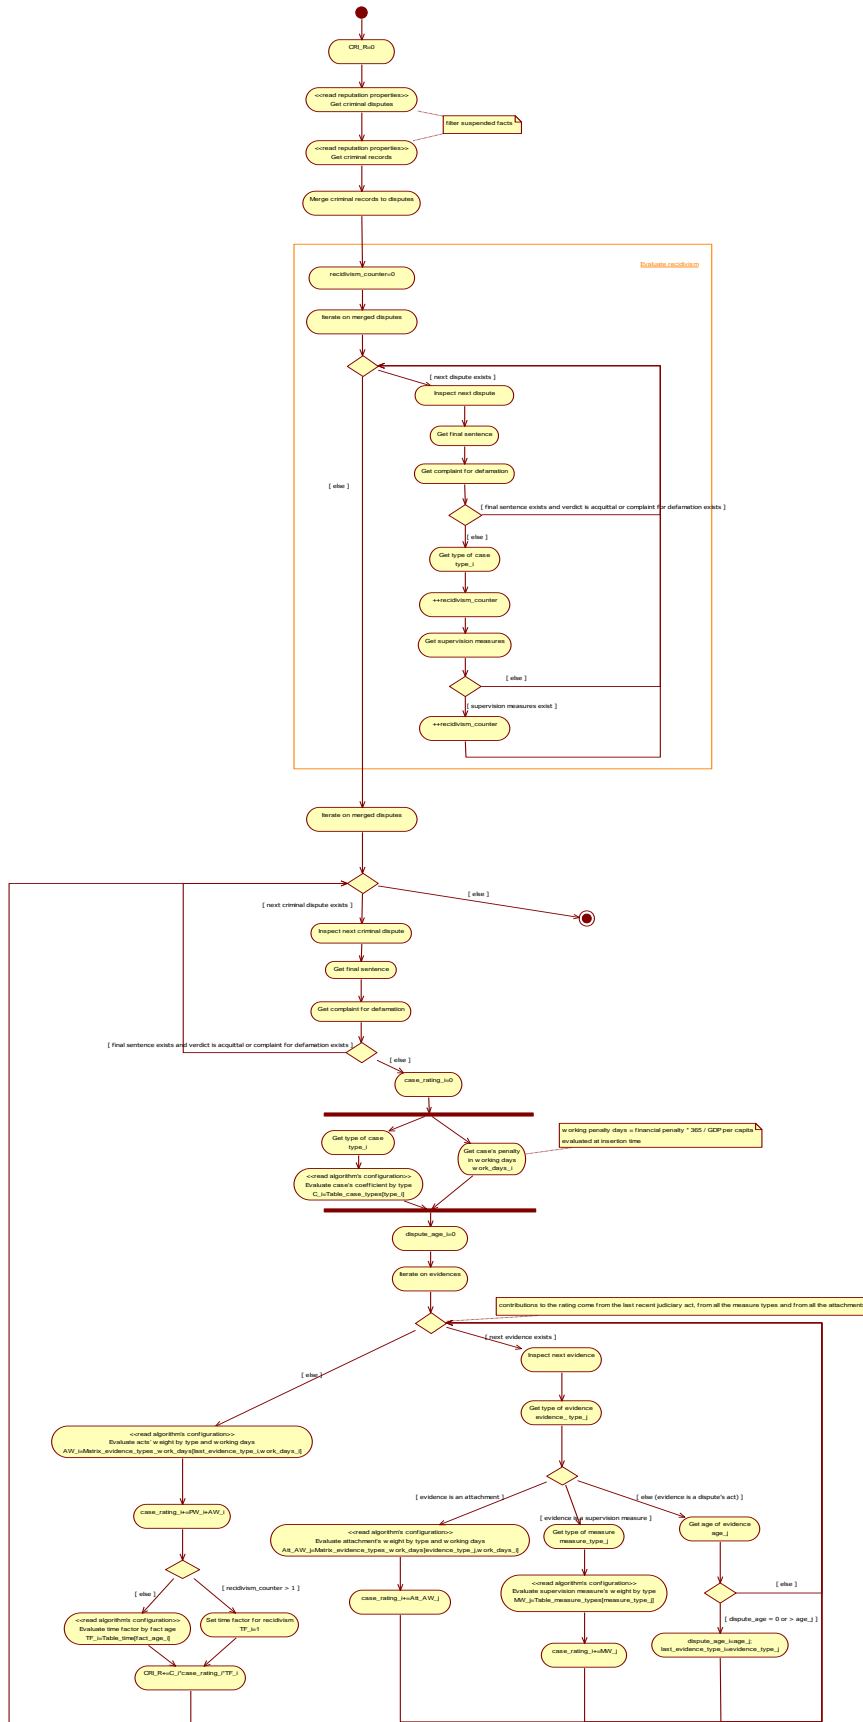 CRI_R=0
<<read reputation properties>>
Get criminal disputes
filter suspended facts
<<read reputation properties>>
Get criminal records
Merge criminal records to disputes
Evaluate recidivism
recidivism_counter=0
Iterate on merged disputes
[ next dispute exists ]
Inspect next dispute
Get final sentence
Get complaint for defamation
[ else ]
[ final sentence exists and verdict is acquittal or complaint for defamation exists ]
[ else ]
Get type of case
type_i
++recidivism_counter
Get supervision measures
[ else ]
[ supervision measures exist ]
++recidivism_counter
Iterate on merged disputes
[ else ]
[ next criminal dispute exists ]
Inspect next criminal dispute
Get final sentence
Get complaint for defamation
[ final sentence exists and verdict is acquittal or complaint for defamation exists ]
[ else ]
case_rating_i=0
working penalty days = financial penalty * 365 / GDP per capita
evaluated at insertion time
Get type of case
type_i
Get case's penalty
in working days
work_days_i
<<read algorithm's configuration>>
Evaluate case's coefficient by type
C_i=Table_case_types[type_i]
dispute_age_i=0
Iterate on evidences
contributions to the rating come from the last recent judiciary act, from all the measure types and from all the attachments
[ next evidence exists ]
Inspect next evidence
[ else ]
Get type of evidence
evidence_ type_j
<<read algorithm's configuration>>
Evaluate acts' weight by type and working days
AW_i=Matrix_evidence_types_work_days[last_evidence_type_i,work_days_i]
[ evidence is an attachment ]
[ else (evidence is a dispute's act) ]
[ evidence is a supervision measure ]
case_rating_i+=PW_i+AW_i
<<read algorithm's configuration>>
Evaluate attachment's weight by type and working days
Att_AW_j=Matrix_evidence_types_work_days[evidence_type_j,work_days_i]
Get type of measure
measure_type_j
Get age of evidence
age_j
[ else ]
[ recidivism_counter > 1 ]
<<read algorithm's configuration>>
Evaluate supervision measure's weight by type
MW_j=Table_measure_types[measure_type_j]
[ else ]
case_rating_i+=Att_AW_j
[ dispute_age = 0 or > age_j ]
<<read algorithm's configuration>>
Evaluate time factor by fact age
TF_i=Table_time[fact_age_i]
Set time factor for recidivism
TF_i=1
dispute_age_i=age_j;
last_evidence_type_i=evidence_type_j
case_rating_i+=MW_j
CRI_R+=C_i*case_rating_i*TF_i